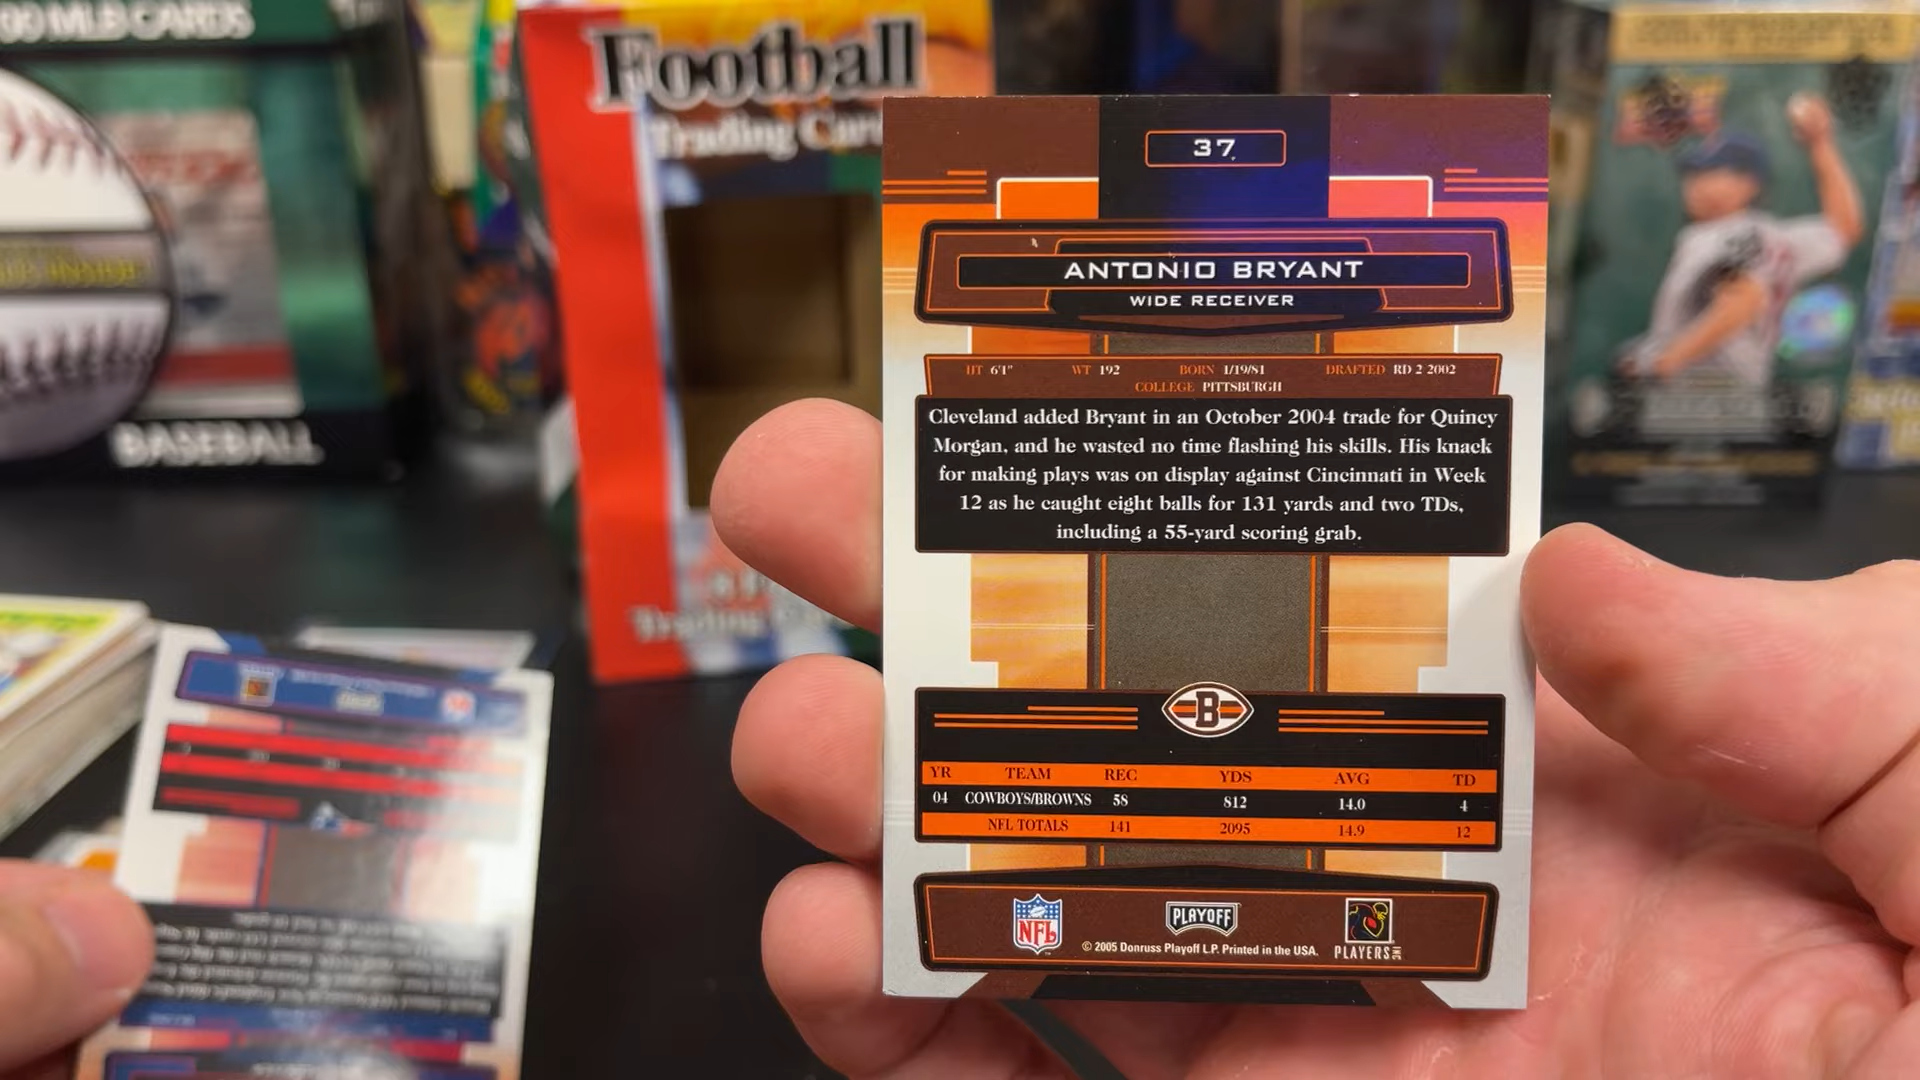 MLB CARDS
BASEBALL
Football
Trading Card
37
ANTONIO BRYANT
WIDE RECEIVER
HT 6'1" WT 192 BORN 1/19/81 DRAFTED RD 2 2002
COLLEGE PITTSBURGH
Cleveland added Bryant in an October 2004 trade for Quincy
Morgan, and he wasted no time flashing his skills. His knack
for making plays was on display against Cincinnati in Week
12 as he caught eight balls for 131 yards and two TDs,
including a 55-yard scoring grab.
B
YR TEAM REC YDS AVG TD
04 COWBOYS/BROWNS 58 812 14.0 4
NFL TOTALS 141 2095 14.9 12
NFL
PLAYOFF
PLAYERS INC
© 2005 Donruss Playoff L.P. Printed in the USA.
Trading